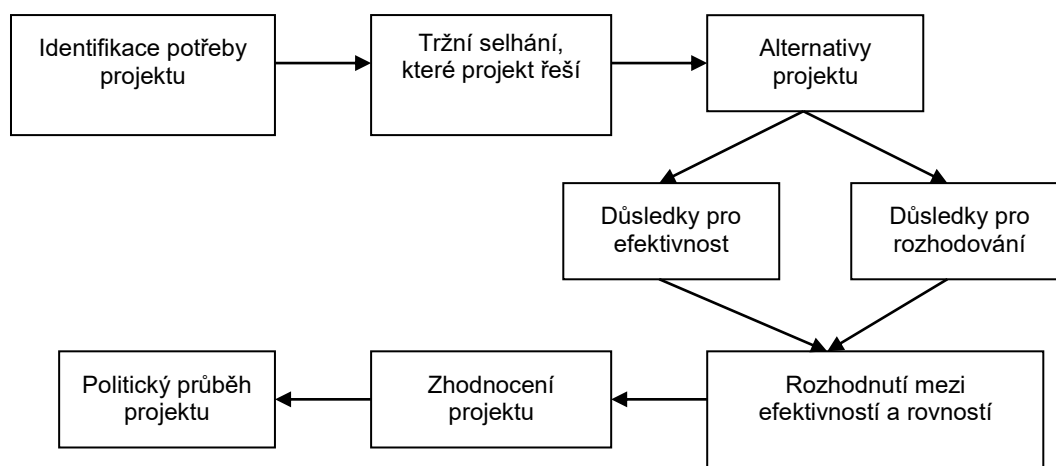 Identifikace potřeby
projektu
Tržní selhání,
které projekt řeší
Alternativy
projektu
Důsledky pro
efektivnost
Důsledky pro
rozhodování
Politický průběh
projektu
Zhodnocení
projektu
Rozhodnutí mezi
efektivností a rovností